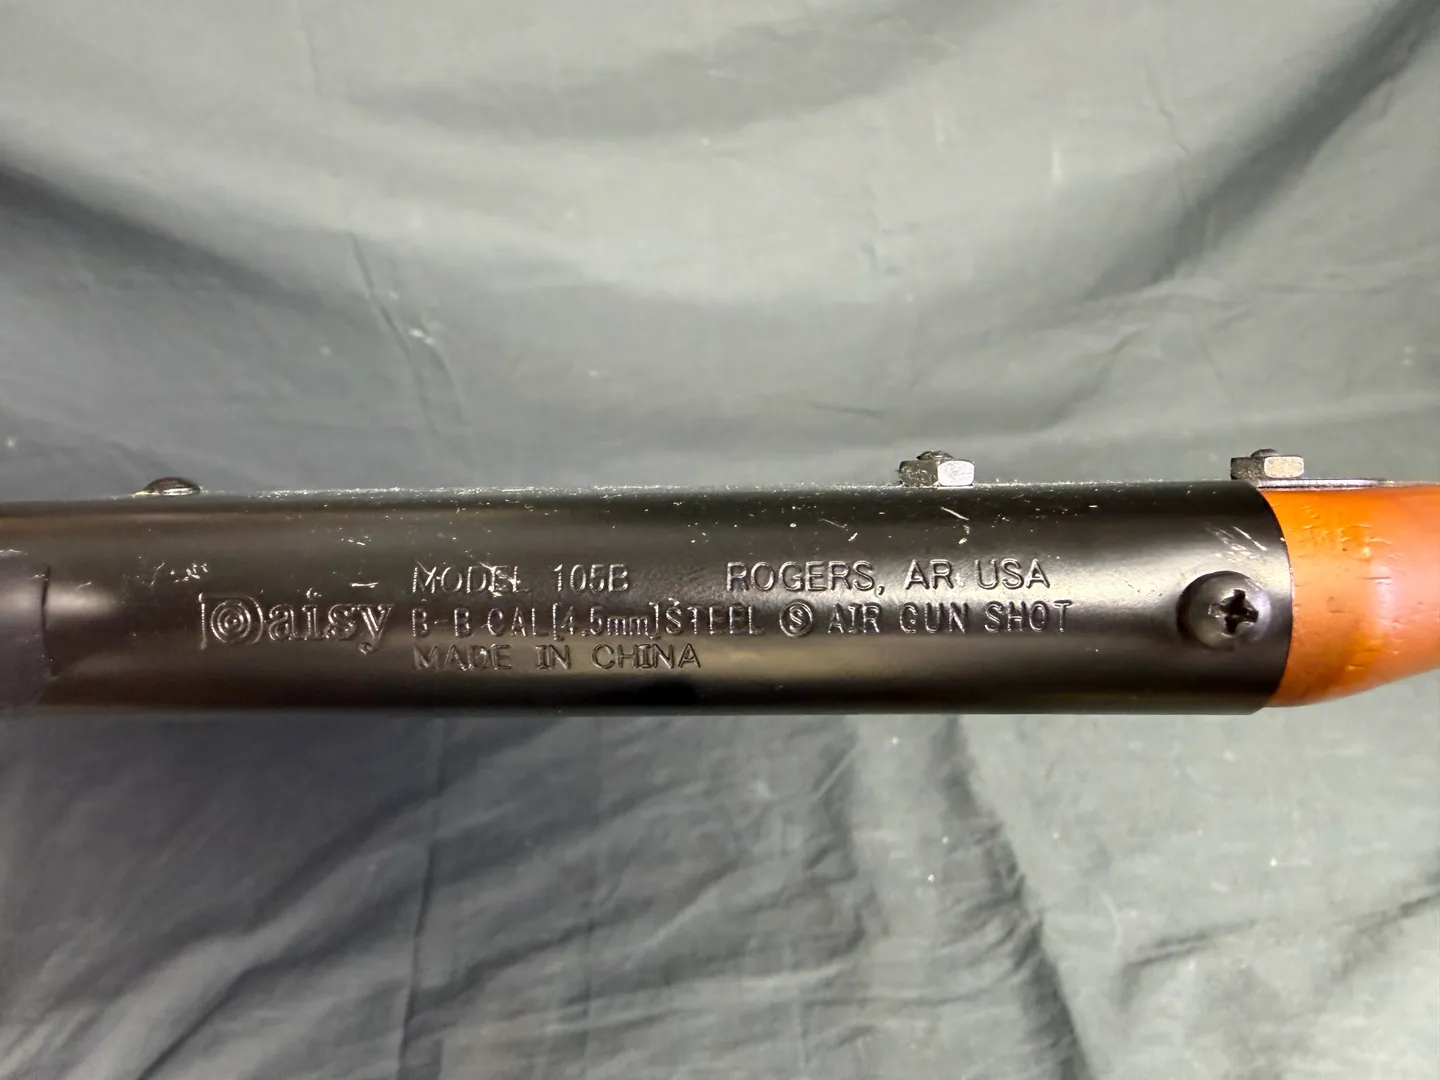 MODEL 105B ROGERS, AR USA
Daisy B-B CAL[4.5mm]STEEL Ⓢ AIR GUN SHOT
MADE IN CHINA